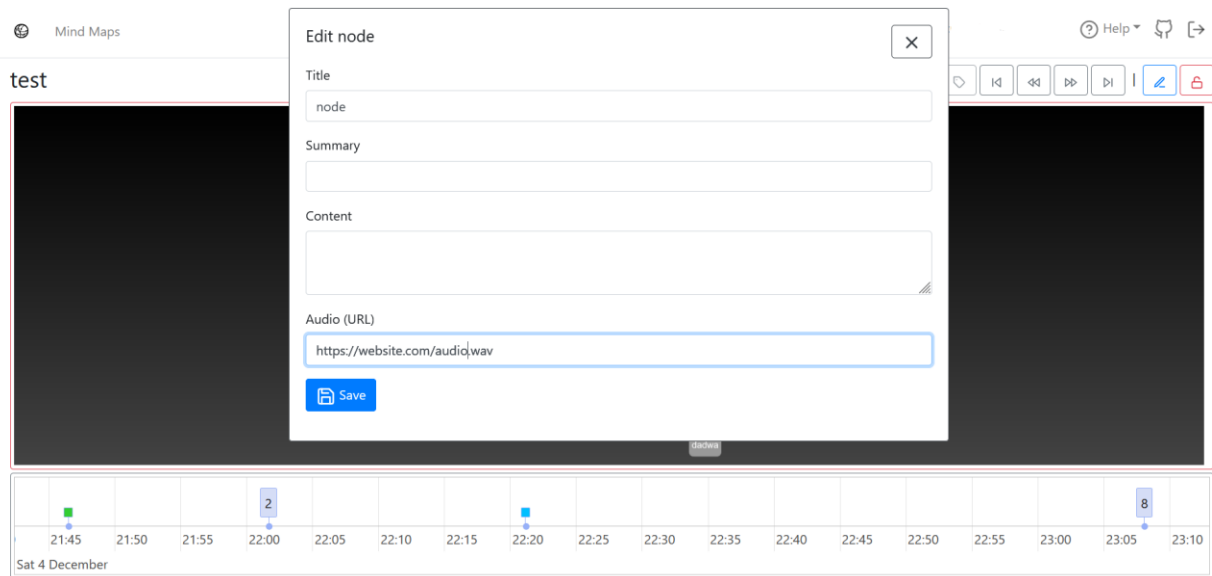 Mind Maps
Help
test
Edit node
Title
node
Summary
Content
Audio (URL)
https://website.com/audio.wav
Save
dadwa
2
8
21:45 21:50 21:55 22:00 22:05 22:10 22:15 22:20 22:25 22:30 22:35 22:40 22:45 22:50 22:55 23:00 23:05 23:10
Sat 4 December